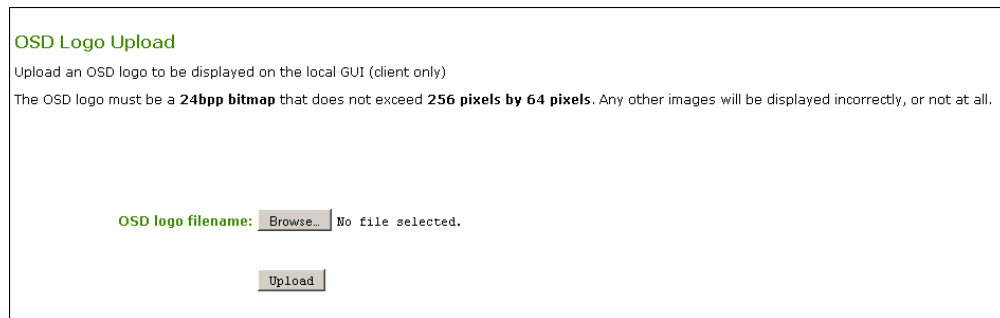 OSD Logo Upload
Upload an OSD logo to be displayed on the local GUI (client only)
The OSD logo must be a 24bpp bitmap that does not exceed 256 pixels by 64 pixels. Any other images will be displayed incorrectly, or not at all.
OSD logo filename: Browse... No file selected.
Upload